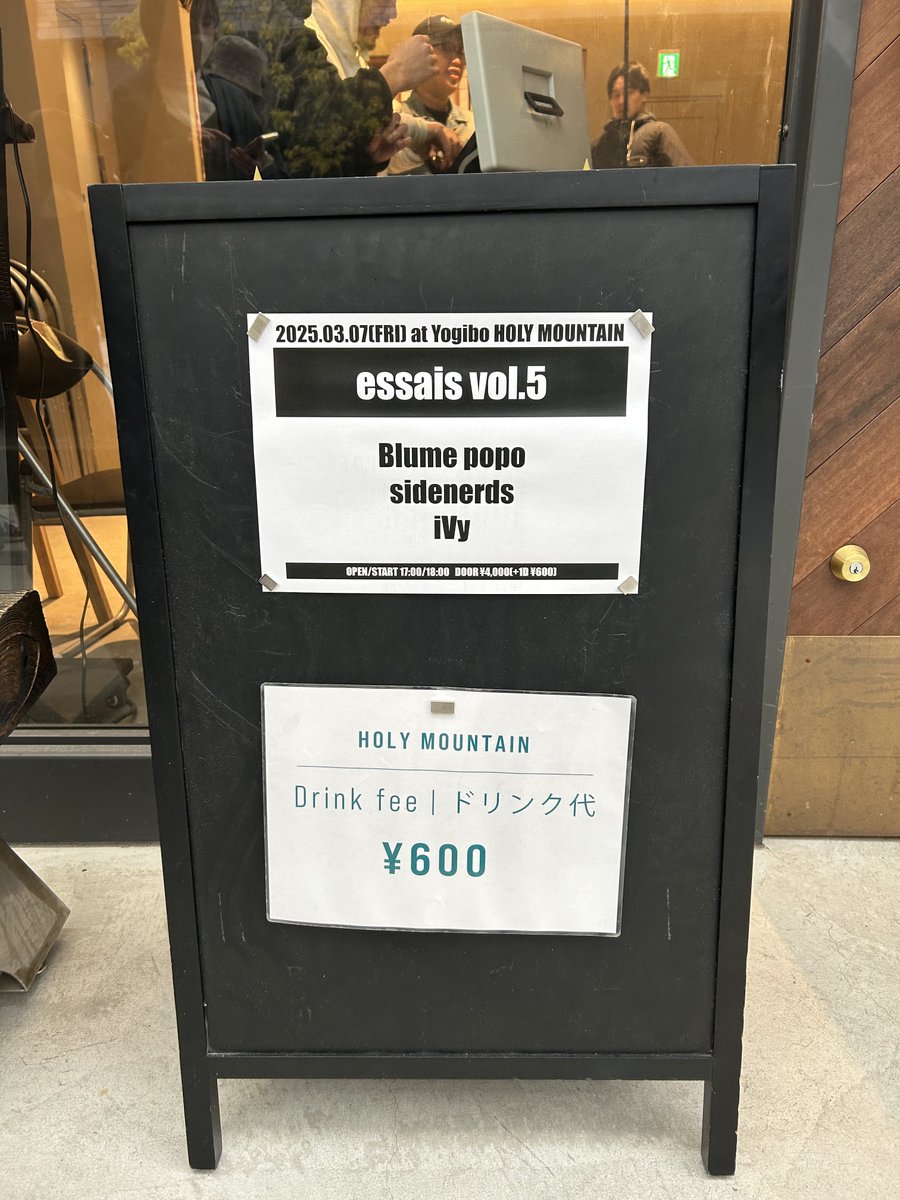 2025.03.07(FRI) at Yogibo HOLY MOUNTAIN
essais vol.5
Blume popo
sidenerds
iVy
OPEN/START 17:00/18:00 DOOR ¥4,000(+1D ¥600)
HOLY MOUNTAIN
Drink fee | ドリンク代
¥600